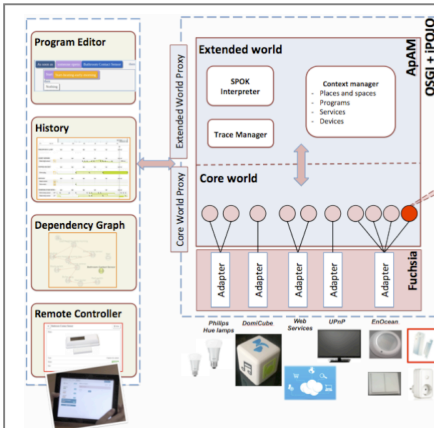 Program Editor
History
Dependency Graph
Remote Controller
Extended World Proxy
Core World Proxy
Extended world
SPOK
Interpreter
Trace Manager
Context manager
- Places and spaces
- Programs
- Services
- Devices
Core world
ApAM
OSGI + iPOJO
Adapter
Adapter
Adapter
Adapter
Adapter
Fuchsia
Philips
Hue lamps
DomiCube
Web
Services
UPnP
EnOcean